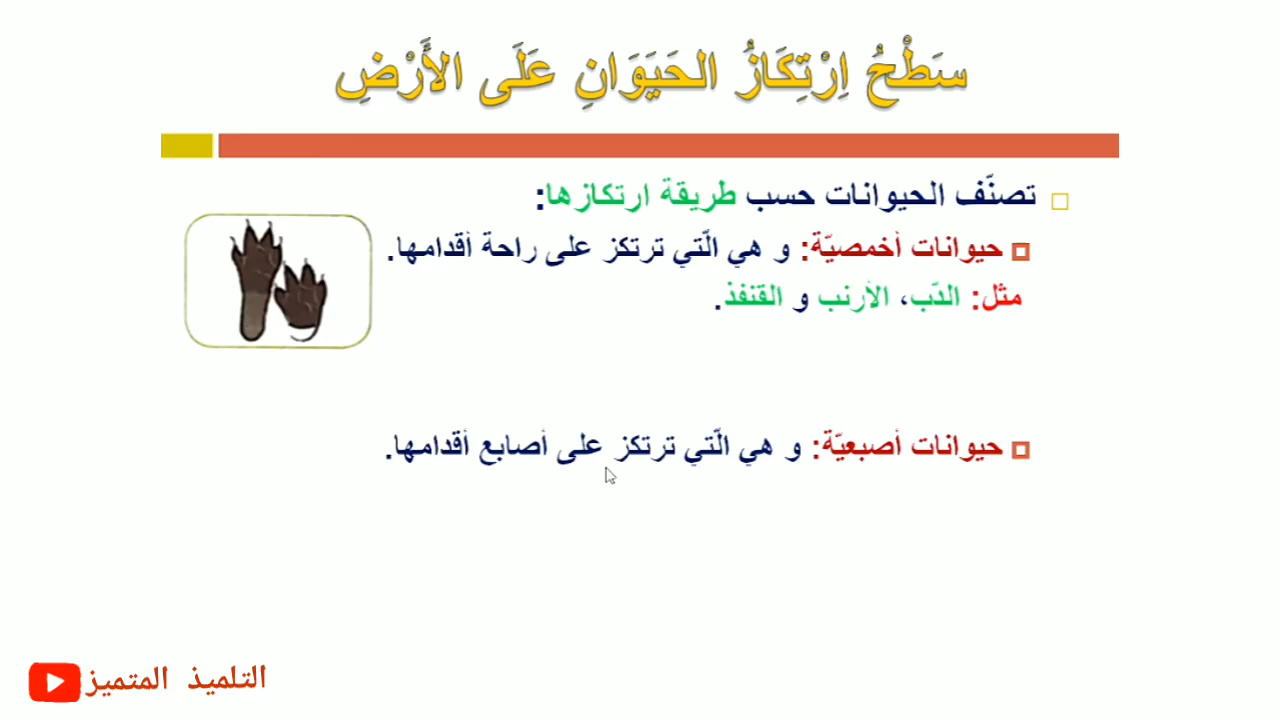 سَطْحُ اِرْتِكَازُ الحَيَوَانِ عَلَى الأَرْضِ
تصنّف الحيوانات حسب طريقة ارتكازها:
حيوانات أخمصيّة: و هي الّتي ترتكز على راحة أقدامها.
مثل: الدّب، الأرنب و القنفذ.
حيوانات أصبعيّة: و هي الّتي ترتكز على أصابع أقدامها.
التلميذ المتميز